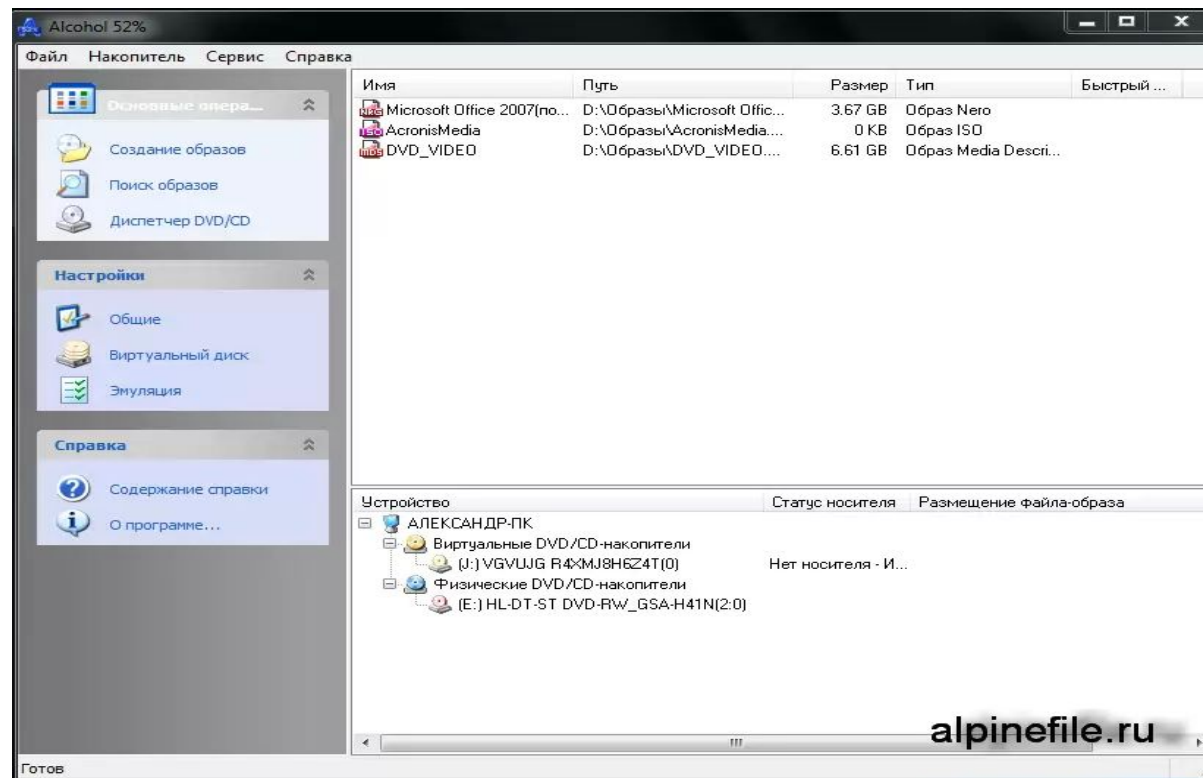 Alcohol 52%
Файл Накопитель Сервис Справка
Основные опера...
Создание образов
Поиск образов
Диспетчер DVD/CD
Настройки
Общие
Виртуальный диск
Эмуляция
Справка
Содержание справки
О программе...
Имя Путь Размер Тип Быстрый ...
Microsoft Office 2007(по... D:\Образы\Microsoft Offic... 3.67 GB Образ Nero
AcronisMedia D:\Образы\AcronisMedia.... 0 KB Образ ISO
DVD_VIDEO D:\Образы\DVD_VIDEO.... 6.61 GB Образ Media Descri...
Устройство Статус носителя Размещение файла-образа
АЛЕКСАНДР-ПК
Виртуальные DVD/CD-накопители
(J:) VGVUJG R4XMJ8H6Z4T(0) Нет носителя - И...
Физические DVD/CD-накопители
(E:) HL-DT-ST DVD-RW_GSA-H41N(2:0)
alpinefile.ru
Готов